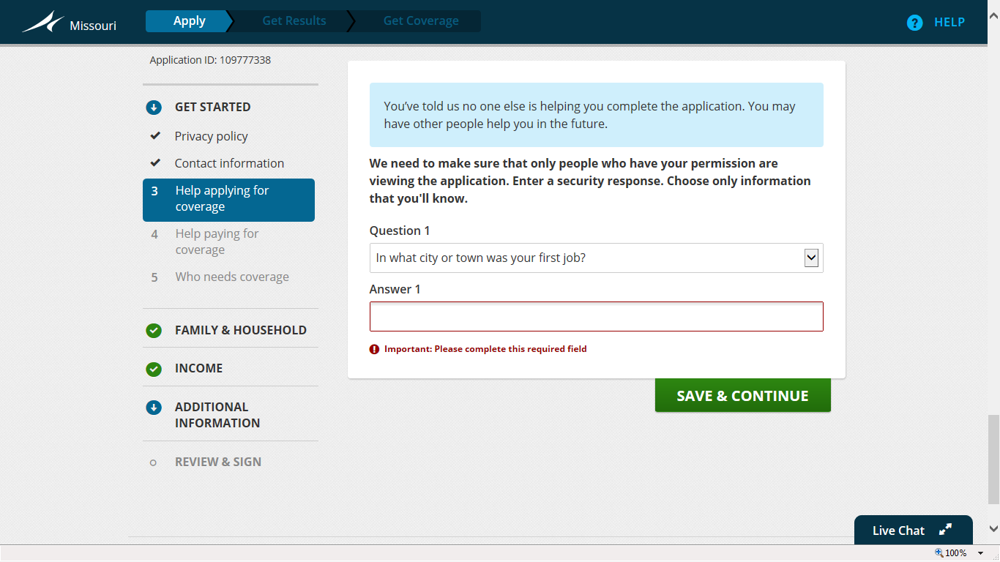 Missouri
Apply
Get Results
Get Coverage
? HELP
Application ID: 109777338
GET STARTED
Privacy policy
Contact information
3 Help applying for
coverage
4 Help paying for
coverage
5 Who needs coverage
FAMILY & HOUSEHOLD
INCOME
ADDITIONAL
INFORMATION
REVIEW & SIGN
You’ve told us no one else is helping you complete the application. You may
have other people help you in the future.
We need to make sure that only people who have your permission are
viewing the application. Enter a security response. Choose only information
that you'll know.
Question 1
In what city or town was your first job?
Answer 1
! Important: Please complete this required field
SAVE & CONTINUE
Live Chat
100%